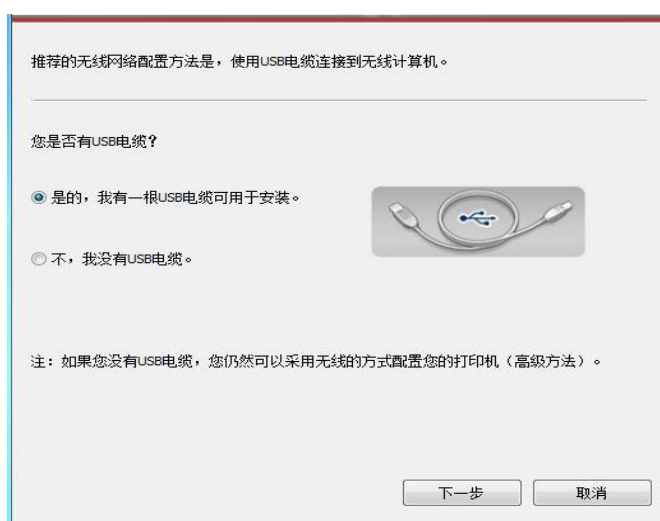 推荐的无线网络配置方法是，使用USB电缆连接到无线计算机。
您是否有USB电缆？
是的，我有一根USB电缆可用于安装。
不，我没有USB电缆。
注：如果您没有USB电缆，您仍然可以采用无线的方式配置您的打印机（高级方法）。
下一步 取消